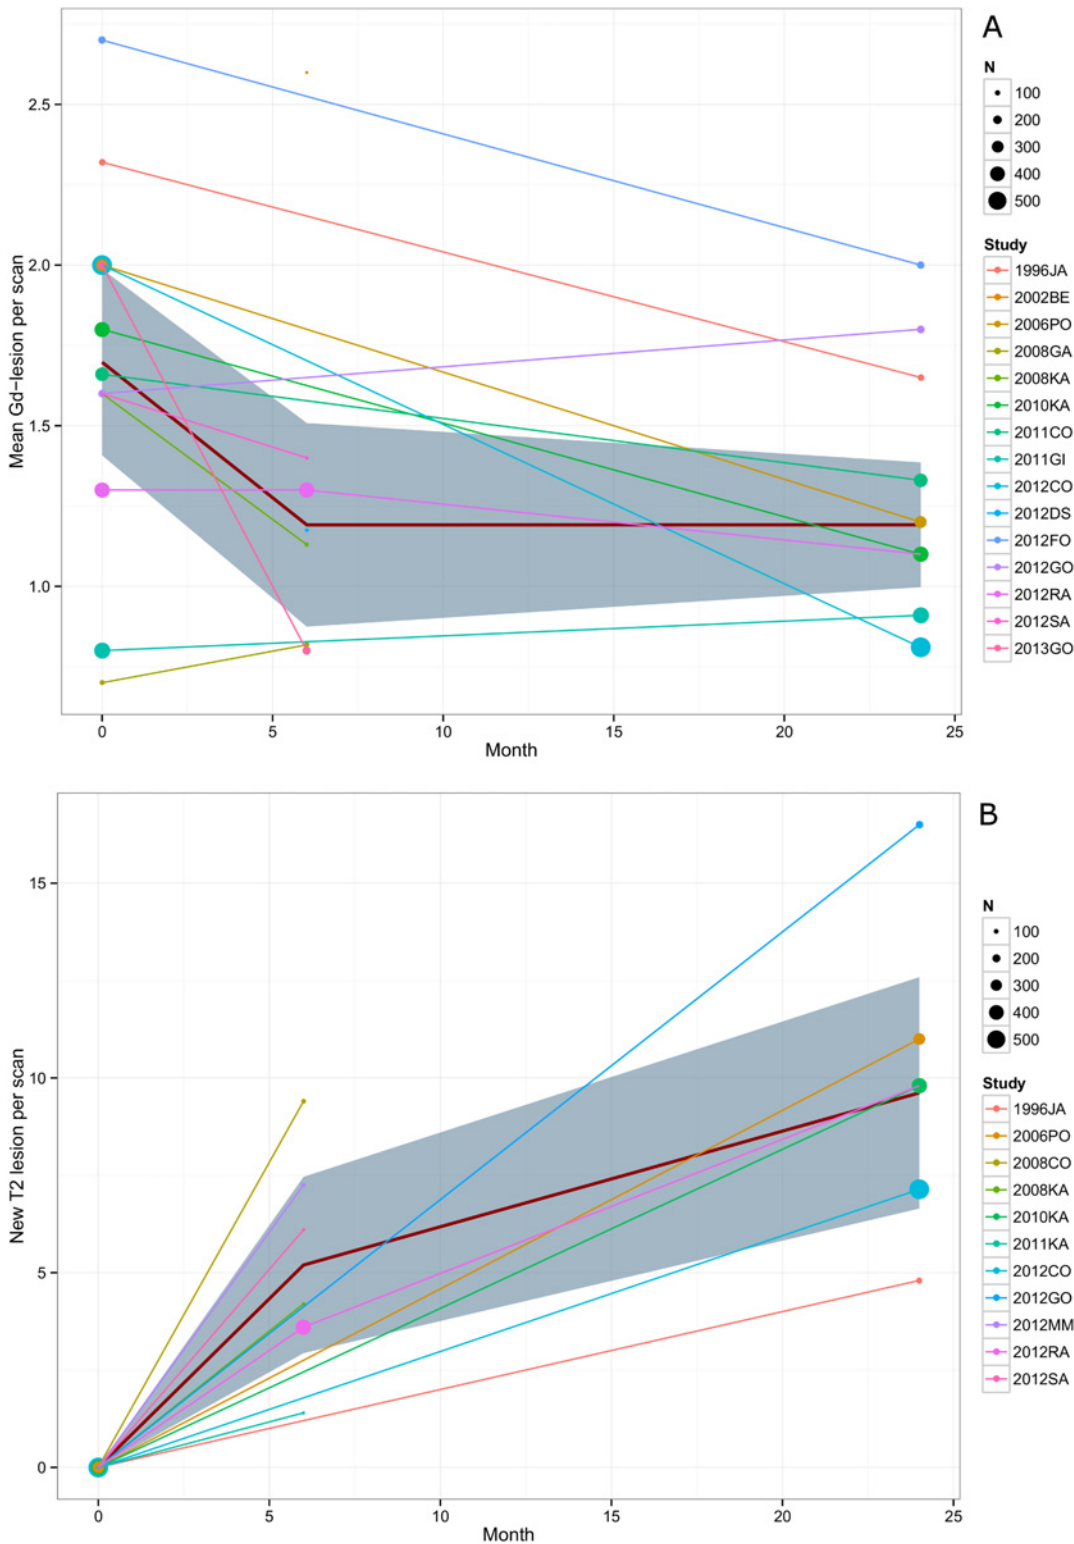 A
N
100
200
300
400
500
Study
1996JA
2002BE
2006PO
2008GA
2008KA
2010KA
2011CO
2011GI
2012CO
2012DS
2012FO
2012GO
2012RA
2012SA
2013GO
Mean Gd-lesion per scan
2.5
2.0
1.5
1.0
0 5 10 15 20 25
Month
B
N
100
200
300
400
500
Study
1996JA
2006PO
2008CO
2008KA
2010KA
2011KA
2012CO
2012GO
2012MM
2012RA
2012SA
New T2 lesion per scan
15
10
5
0
0 5 10 15 20 25
Month